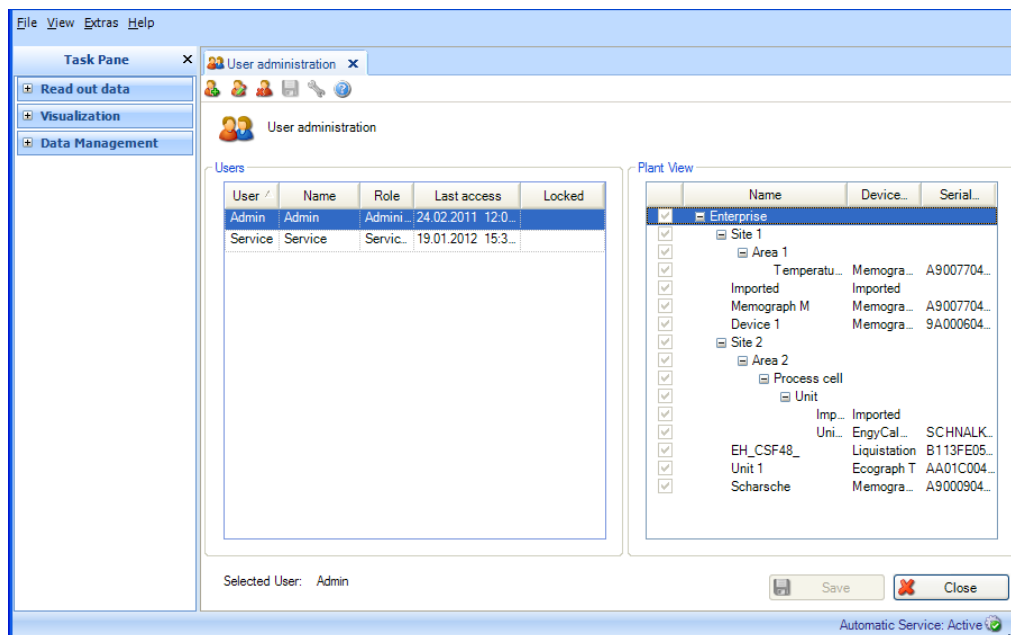 File View Extras Help
Task Pane
Read out data
Visualization
Data Management
User administration
User administration
Users
User Name Role Last access Locked
Admin Admin Admini... 24.02.2011 12:0...
Service Service Servic... 19.01.2012 15:3...
Plant View
Name Device... Serial...
Enterprise
Site 1
Area 1
Temperatu... Memogra... A9007704...
Imported Imported
Memograph M Memogra... A9007704...
Device 1 Memogra... 9A000604...
Site 2
Area 2
Process cell
Unit
Imp... Imported
Uni... EngyCal... SCHNALK...
EH_CSF48_ Liquistation B113FE05...
Unit 1 Ecograph T AA01C004...
Scharsche Memogra... A9000904...
Selected User: Admin
Save Close
Automatic Service: Active